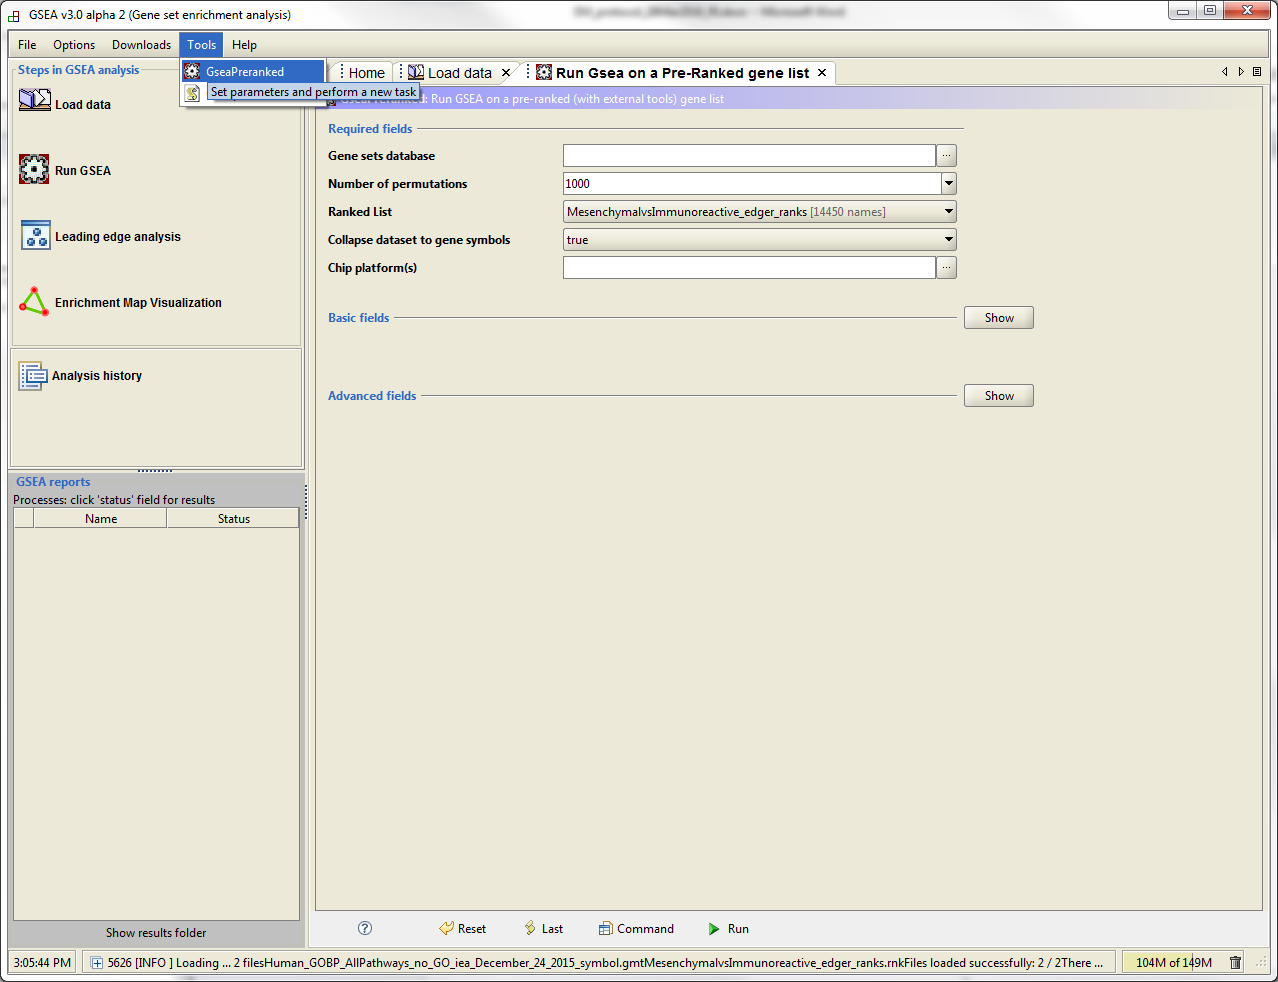 GSEA v3.0 alpha 2 (Gene set enrichment analysis)
File Options Downloads Tools Help
Steps in GSEA analysis
GseaPreranked
Set parameters and perform a new task
Home
Load data
Run Gsea on a Pre-Ranked gene list
: Run GSEA on a pre-ranked (with external tools) gene list
Load data
Run GSEA
Leading edge analysis
Enrichment Map Visualization
Analysis history
Required fields
Gene sets database ...
Number of permutations 1000
Ranked List MesenchymalvsImmunoreactive_edger_ranks [14450 names]
Collapse dataset to gene symbols true
Chip platform(s) ...
Basic fields Show
Advanced fields Show
GSEA reports
Processes: click 'status' field for results
Name Status
Show results folder
? Reset Last Command Run
3:05:44 PM 5626 [INFO ] Loading ... 2 filesHuman_GOBP_AllPathways_no_GO_iea_December_24_2015_symbol.gmtMesenchymalvsImmunoreactive_edger_ranks.rnkFiles loaded successfully: 2 / 2There ... 104M of 149M